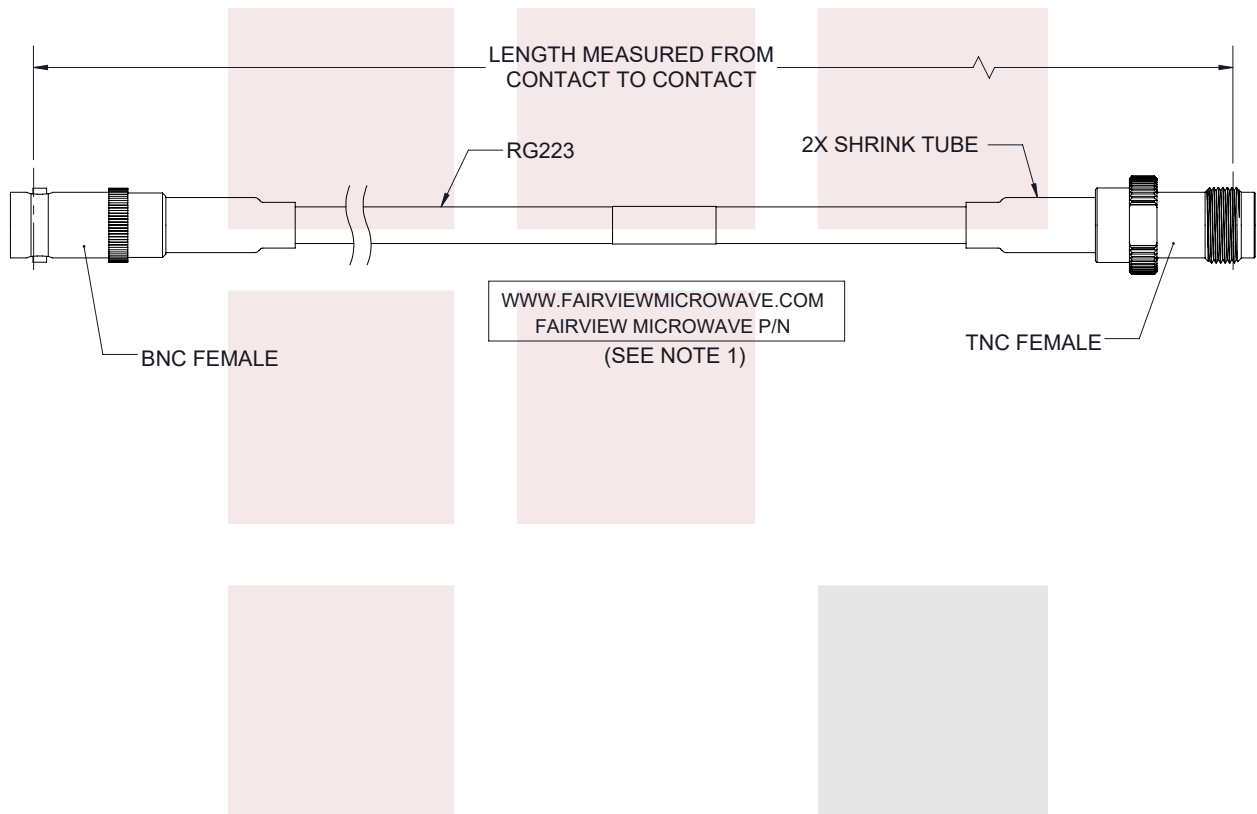 LENGTH MEASURED FROM
CONTACT TO CONTACT
RG223
2X SHRINK TUBE
WWW.FAIRVIEWMICROWAVE.COM
FAIRVIEW MICROWAVE P/N
(SEE NOTE 1)
BNC FEMALE
TNC FEMALE